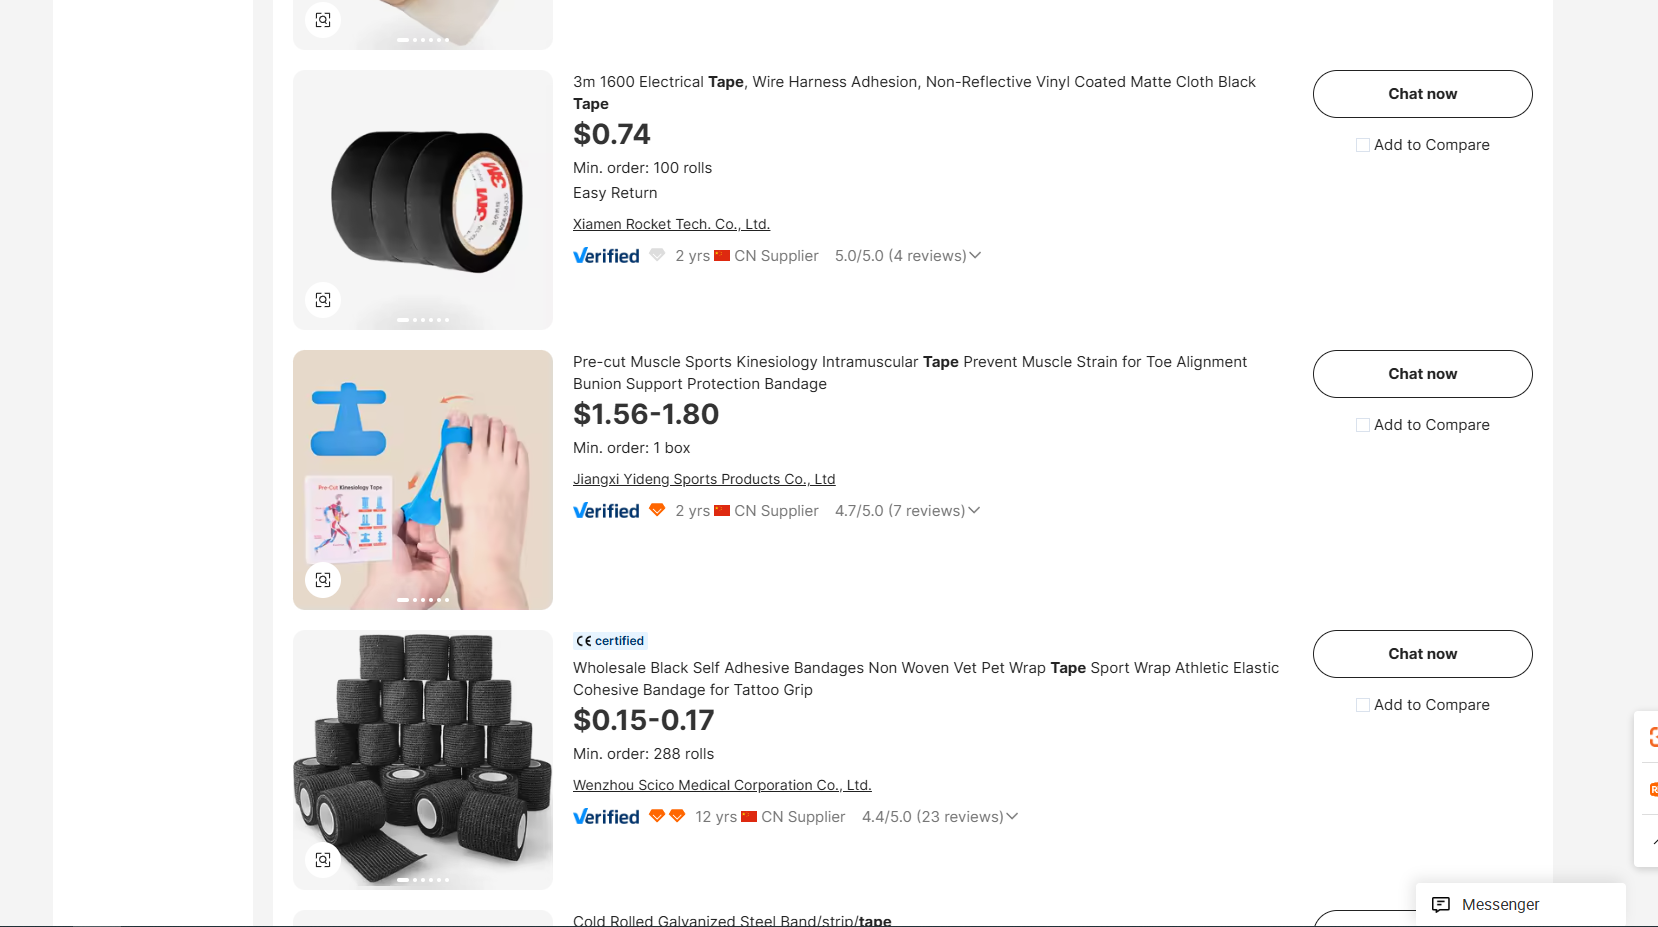 3m 1600 Electrical Tape, Wire Harness Adhesion, Non-Reflective Vinyl Coated Matte Cloth Black
Tape
$0.74
Min. order: 100 rolls
Easy Return
Xiamen Rocket Tech. Co., Ltd.
Verified 2 yrs CN Supplier 5.0/5.0 (4 reviews)
Chat now
Add to Compare
3M
Pre-cut Muscle Sports Kinesiology Intramuscular Tape Prevent Muscle Strain for Toe Alignment
Bunion Support Protection Bandage
$1.56-1.80
Min. order: 1 box
Jiangxi Yideng Sports Products Co., Ltd
Verified 2 yrs CN Supplier 4.7/5.0 (7 reviews)
Chat now
Add to Compare
Pre-Cut Kinesiology Tape
CE certified
Wholesale Black Self Adhesive Bandages Non Woven Vet Pet Wrap Tape Sport Wrap Athletic Elastic
Cohesive Bandage for Tattoo Grip
$0.15-0.17
Min. order: 288 rolls
Wenzhou Scico Medical Corporation Co., Ltd.
Verified 12 yrs CN Supplier 4.4/5.0 (23 reviews)
Chat now
Add to Compare
Cold Rolled Galvanized Steel Band/strip/tape
Messenger